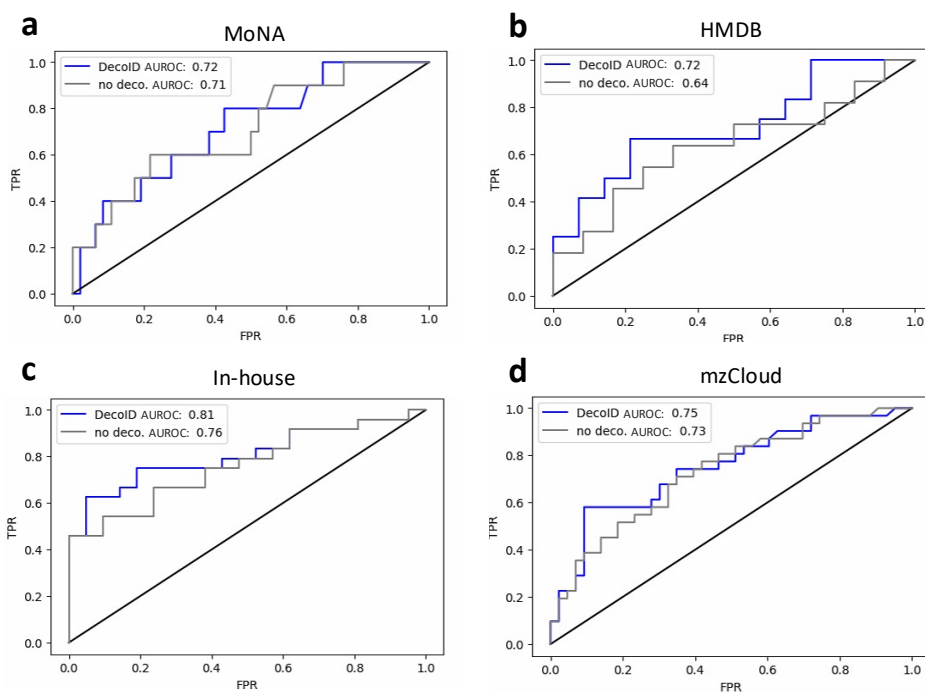 a
MoNA
DecoID AUROC: 0.72
no deco. AUROC: 0.71
1.0
0.8
0.6
0.4
0.2
0.0
TPR
0.0 0.2 0.4 0.6 0.8 1.0
FPR
b
HMDB
DecoID AUROC: 0.72
no deco. AUROC: 0.64
1.0
0.8
0.6
0.4
0.2
0.0
TPR
0.0 0.2 0.4 0.6 0.8 1.0
FPR
c
In-house
DecoID AUROC: 0.81
no deco. AUROC: 0.76
1.0
0.8
0.6
0.4
0.2
0.0
TPR
0.0 0.2 0.4 0.6 0.8 1.0
FPR
d
mzCloud
DecoID AUROC: 0.75
no deco. AUROC: 0.73
1.0
0.8
0.6
0.4
0.2
0.0
TPR
0.0 0.2 0.4 0.6 0.8 1.0
FPR